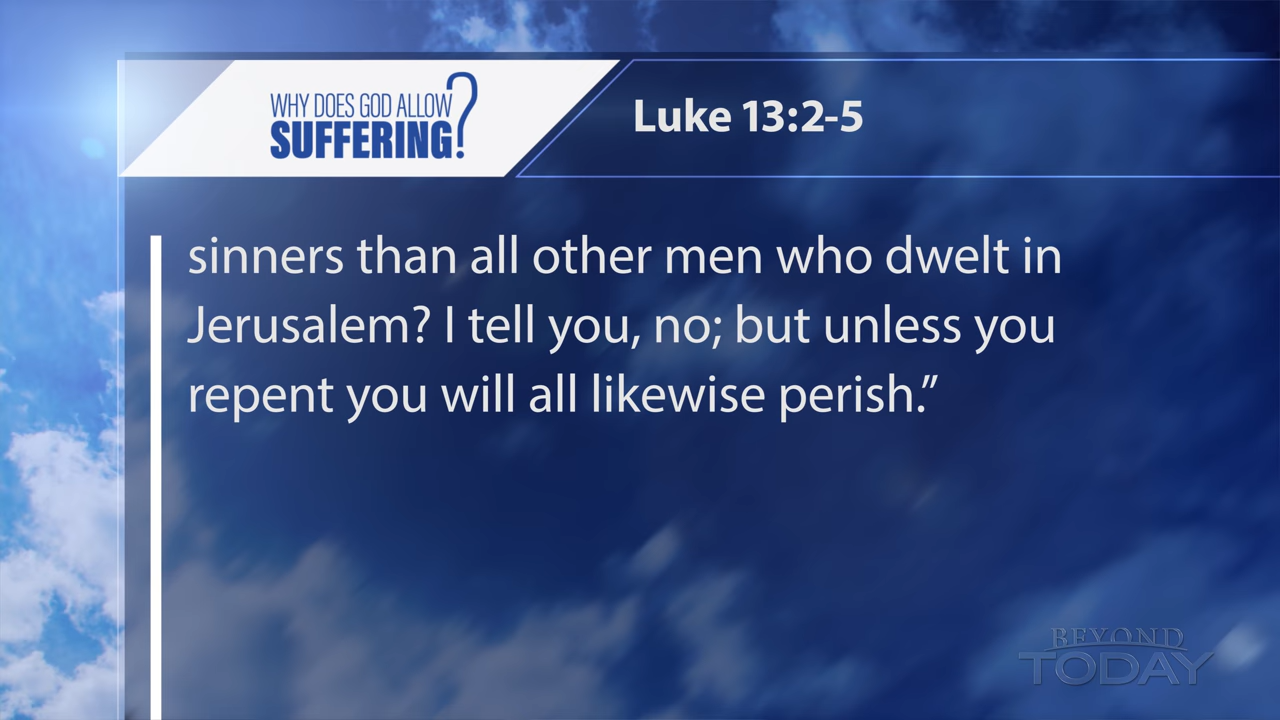 WHY DOES GOD ALLOW
SUFFERING?
Luke 13:2-5
sinners than all other men who dwelt in
Jerusalem? I tell you, no; but unless you
repent you will all likewise perish.”
BEYOND
TODAY